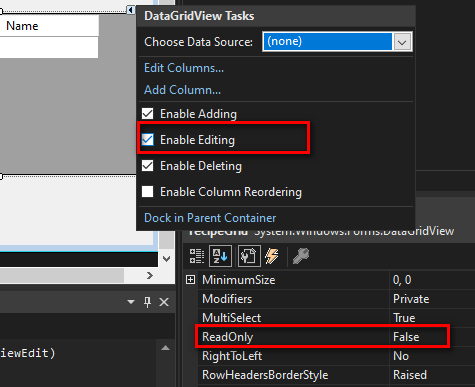 Name
DataGridView Tasks
Choose Data Source: (none)
Edit Columns...
Add Column...
Enable Adding
Enable Editing
Enable Deleting
Enable Column Reordering
Dock in Parent Container
recipeGrid System.Windows.Forms.DataGridView
MinimumSize 0, 0
Modifiers Private
MultiSelect True
ReadOnly False
RightToLeft No
RowHeadersBorderStyle Raised
iewEdit)